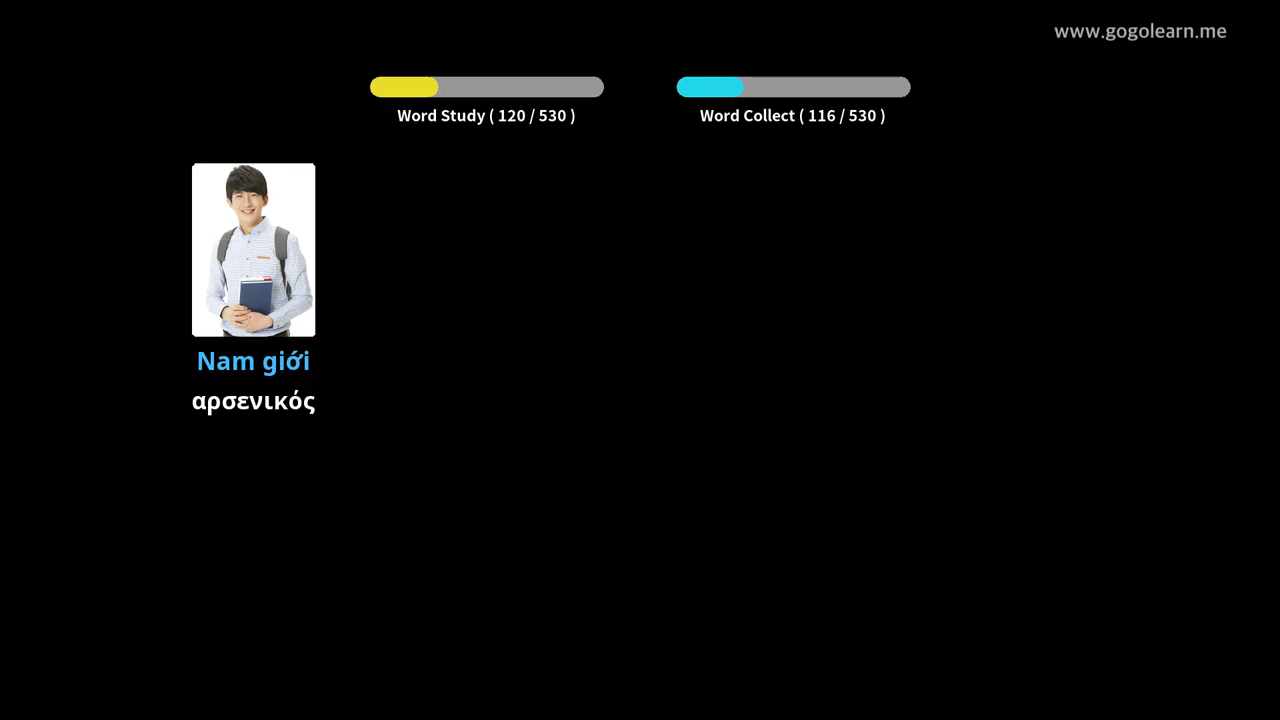 www.gogolearn.me
Word Study ( 120 / 530 )
Word Collect ( 116 / 530 )
Nam giới
αρσενικός